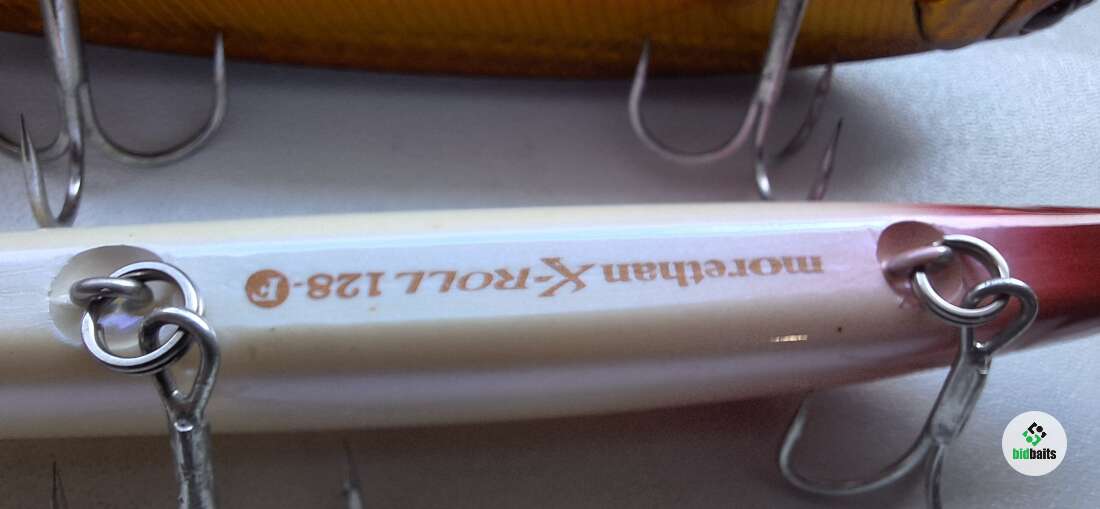 morethan X-ROLL 128-F
bidbaits